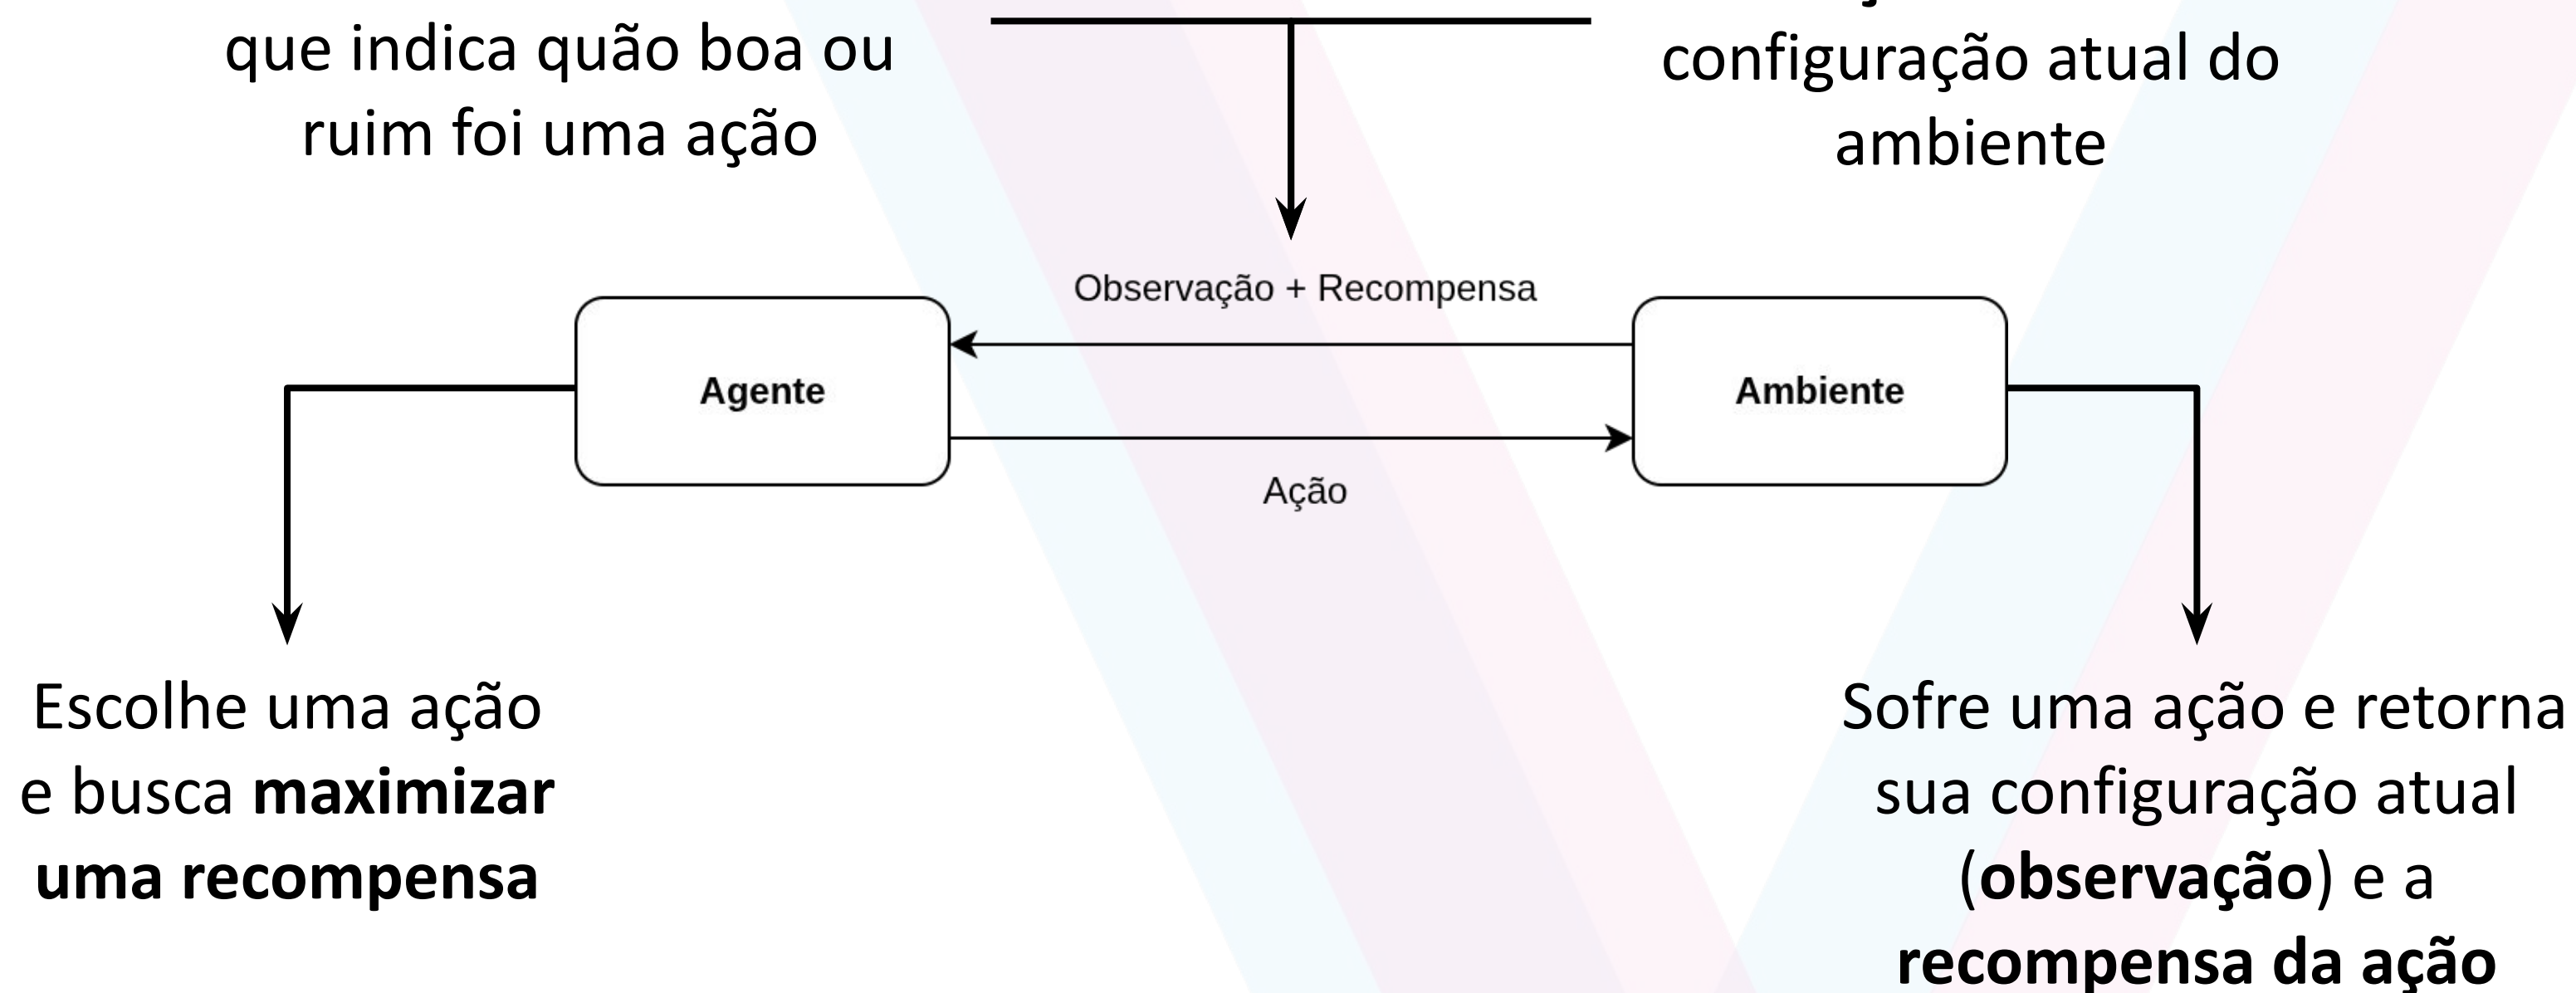 que indica quão boa ou
ruim foi uma ação
configuração atual do
ambiente
Observação + Recompensa
Agente
Ambiente
Ação
Escolhe uma ação
e busca maximizar
uma recompensa
Sofre uma ação e retorna
sua configuração atual
(observação) e a
recompensa da ação